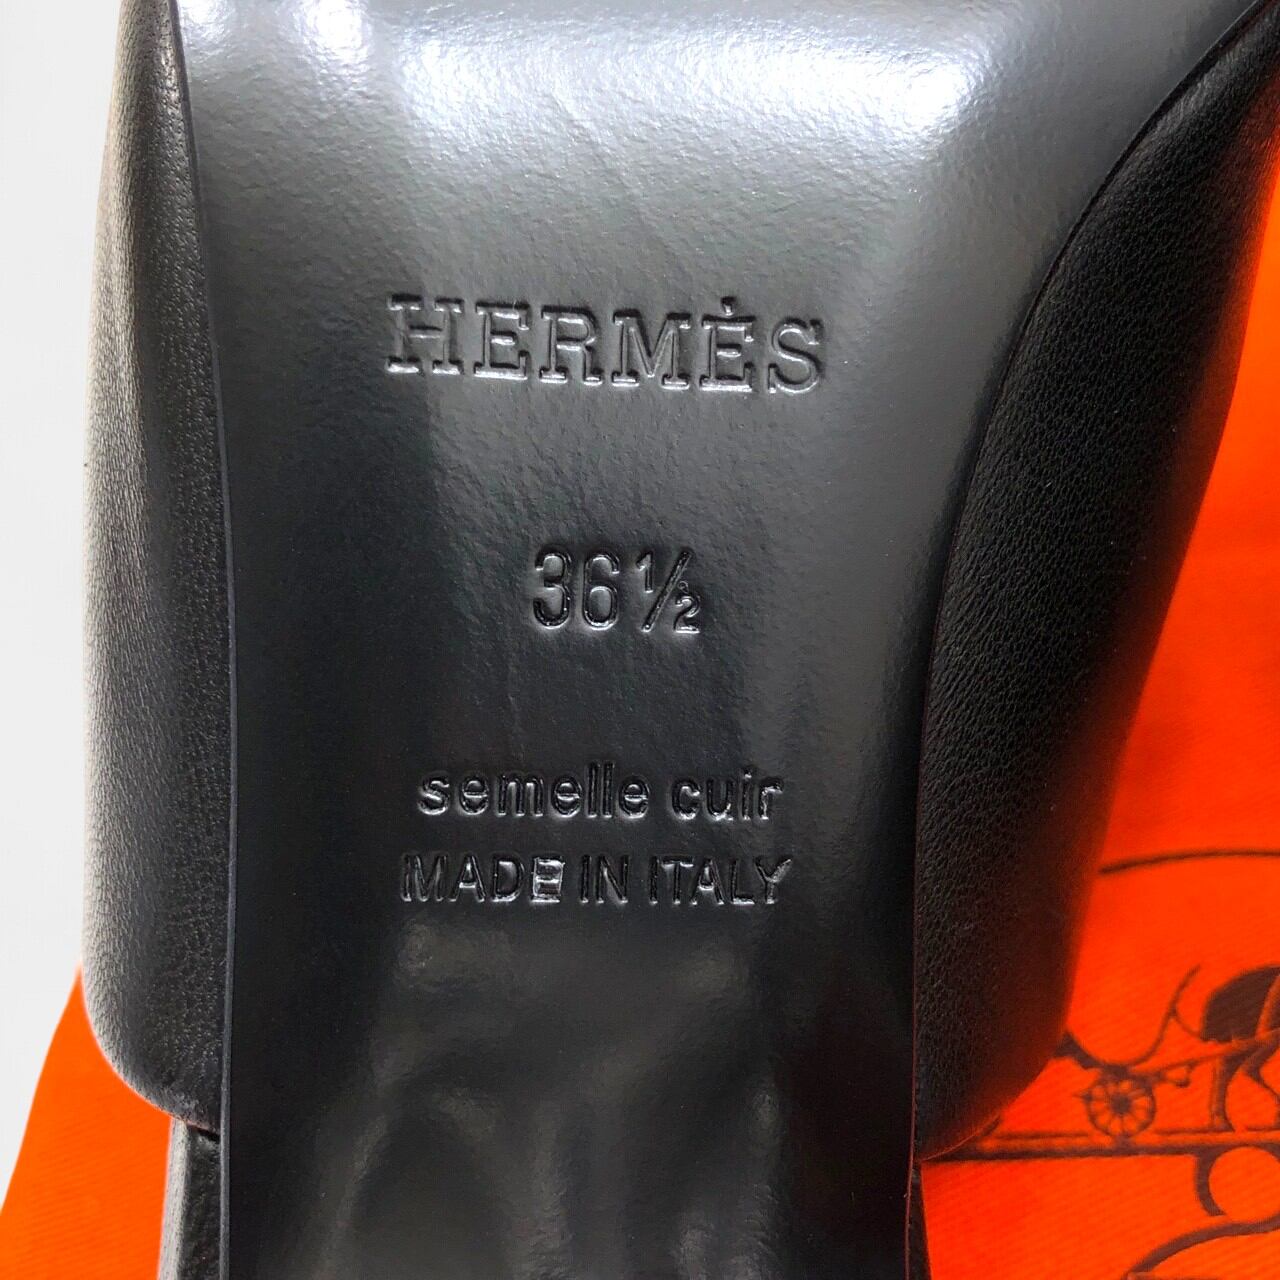 HERMÈS
36½
semelle cuir
MADE IN ITALY